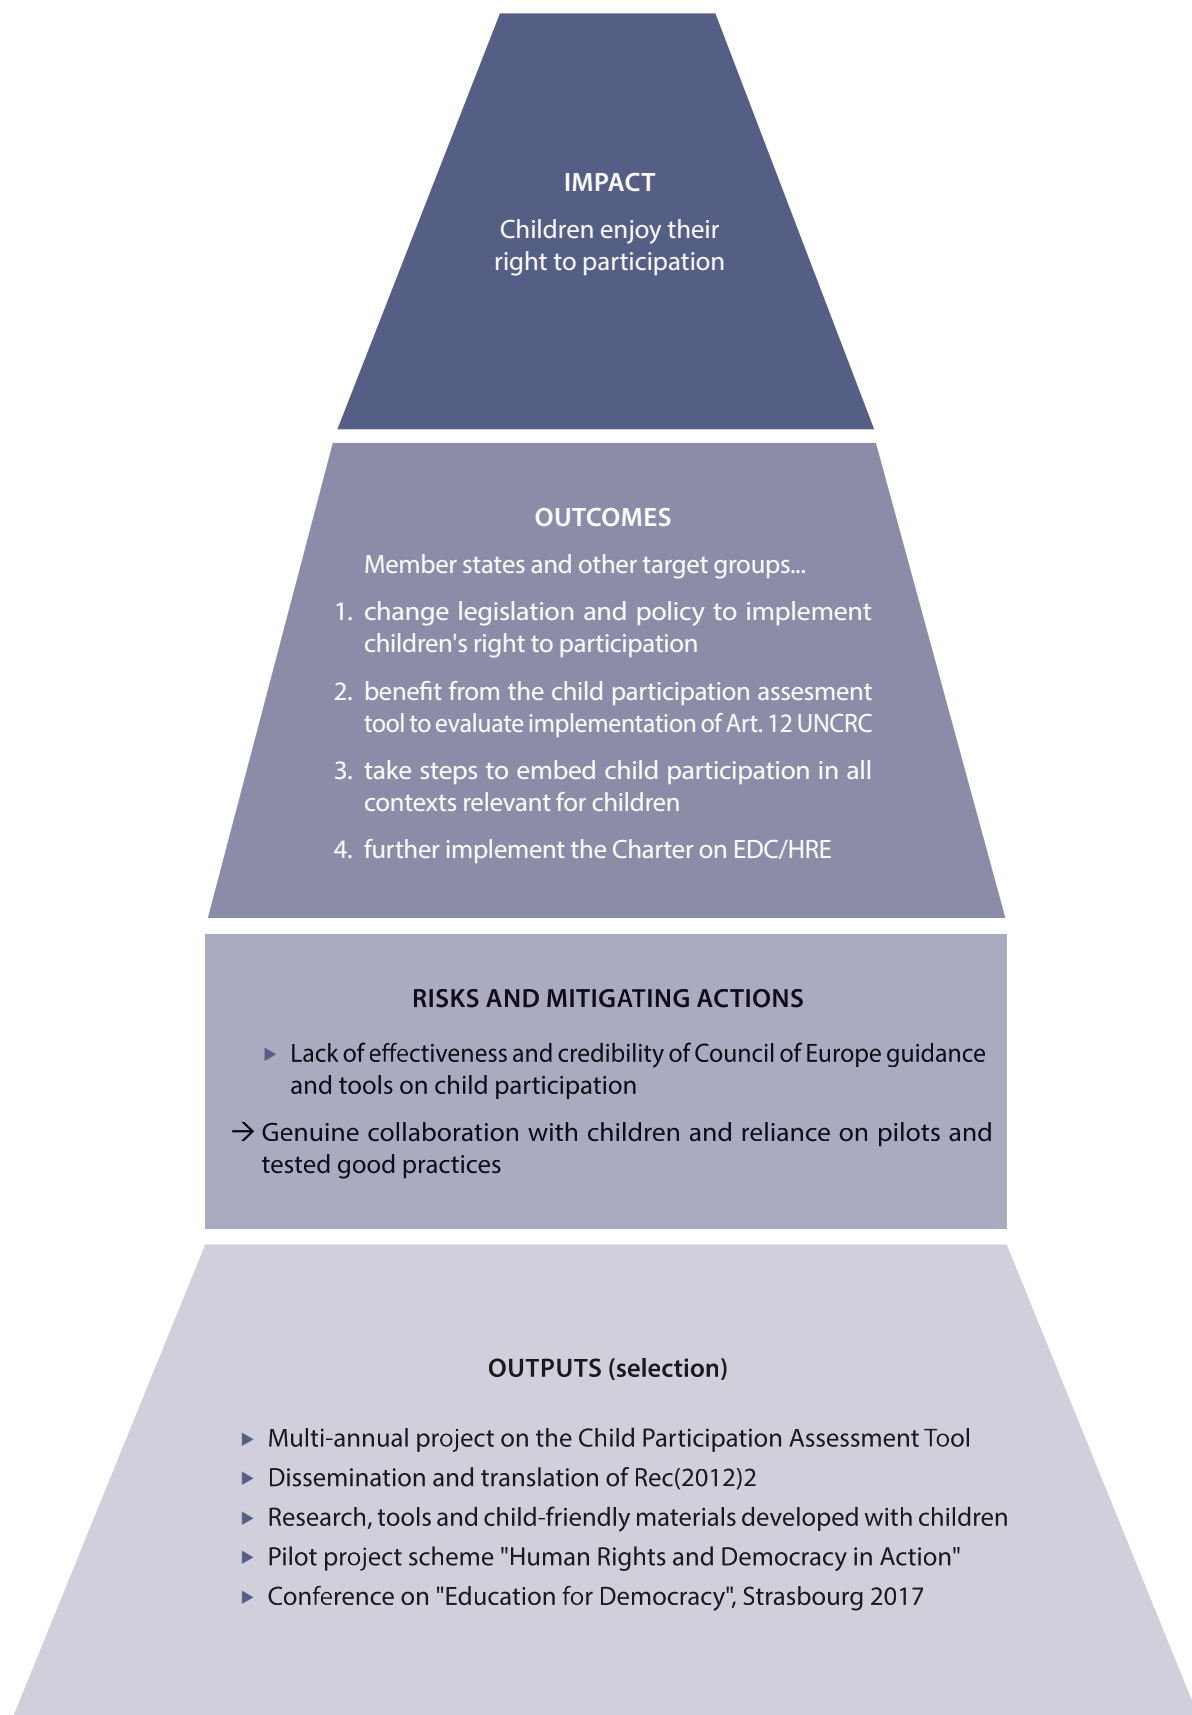 IMPACT
Children enjoy their
right to participation
OUTCOMES
Member states and other target groups...
1. change legislation and policy to implement
children's right to participation
2. benefit from the child participation assesment
tool to evaluate implementation of Art. 12 UNCRC
3. take steps to embed child participation in all
contexts relevant for children
4. further implement the Charter on EDC/HRE
RISKS AND MITIGATING ACTIONS
▶ Lack of effectiveness and credibility of Council of Europe guidance
and tools on child participation
→ Genuine collaboration with children and reliance on pilots and
tested good practices
OUTPUTS (selection)
▶ Multi-annual project on the Child Participation Assessment Tool
▶ Dissemination and translation of Rec(2012)2
▶ Research, tools and child-friendly materials developed with children
▶ Pilot project scheme "Human Rights and Democracy in Action"
▶ Conference on "Education for Democracy", Strasbourg 2017